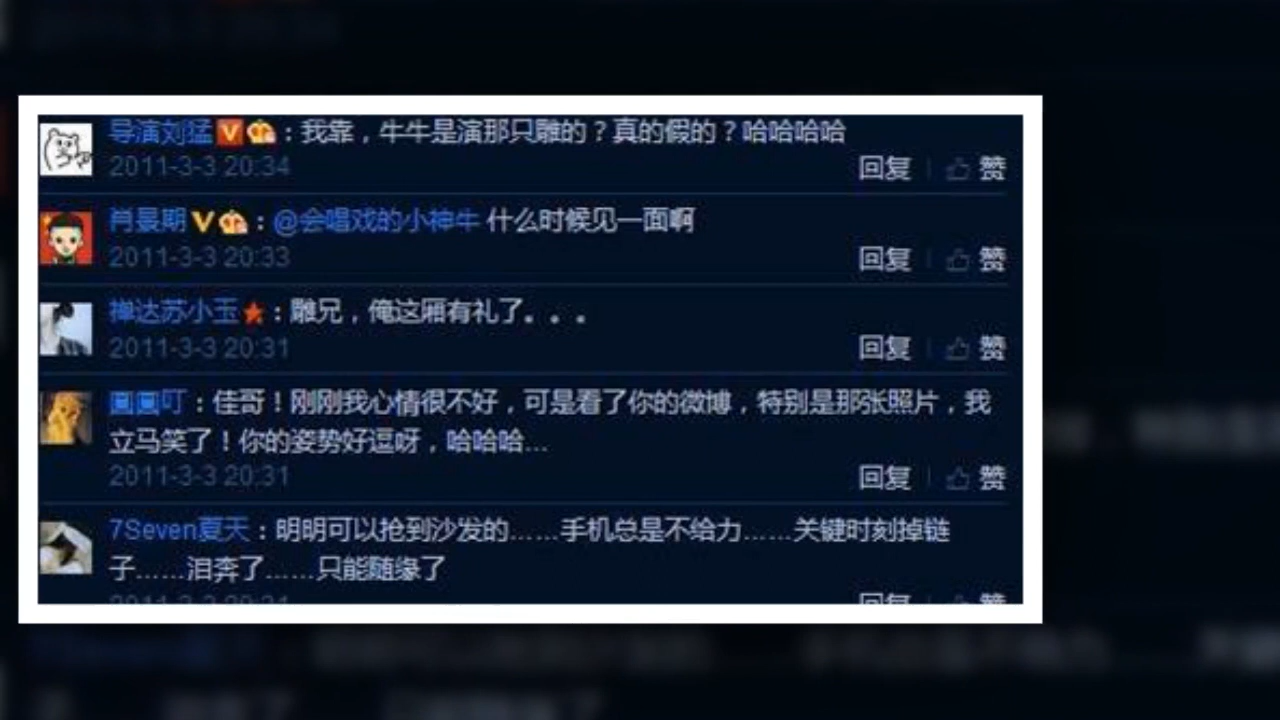 导演刘猛：我靠，牛牛是演那只雕的？真的假的？哈哈哈哈
2011-3-3 20:34
回复 赞
肖景期：@会唱戏的小神牛 什么时候见一面啊
2011-3-3 20:33
回复 赞
禅达苏小玉：雕兄，俺这厢有礼了。。。
2011-3-3 20:31
回复 赞
圓圓叮：佳哥！刚刚我心情很不好，可是看了你的微博，特别是那张照片，我
立马笑了！你的姿势好逗呀，哈哈哈...
2011-3-3 20:31
回复 赞
7Seven夏天：明明可以抢到沙发的……手机总是不给力……关键时刻掉链
子……泪奔了……只能随缘了
回复 赞